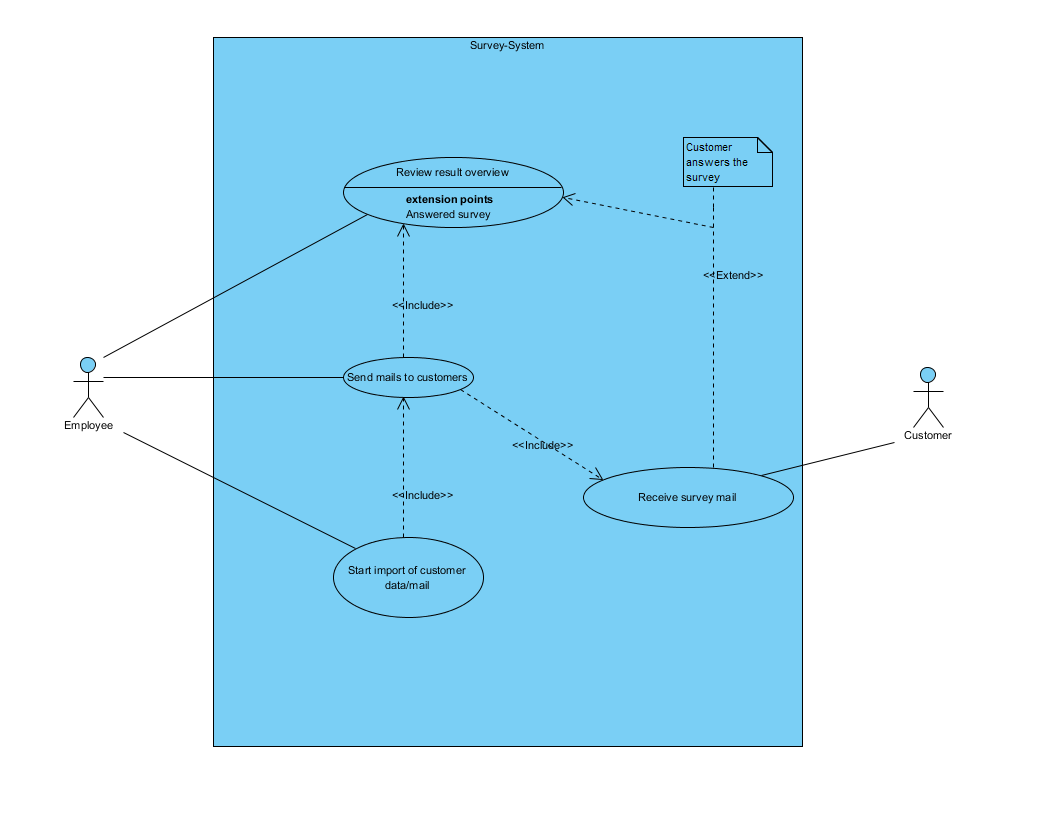 Survey-System
Customer
answers the
survey
Review result overview
extension points
Answered survey
<<Extend>>
<<Include>>
Send mails to customers
Employee
Customer
<<Include>>
<<Include>>
Receive survey mail
Start import of customer
data/mail